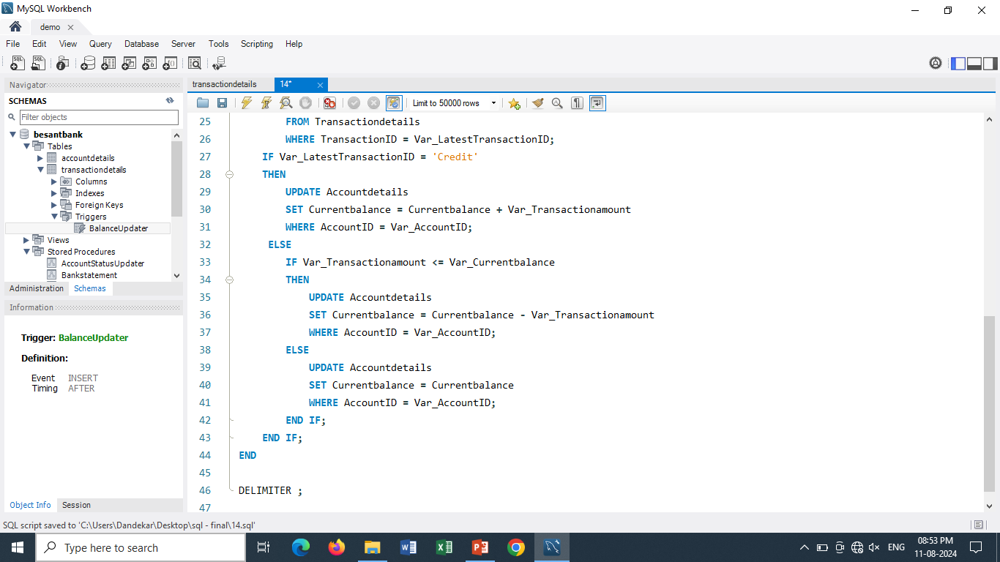 MySQL Workbench
demo
File Edit View Query Database Server Tools Scripting Help
Navigator
SCHEMAS
Filter objects
besantbank
Tables
accountdetails
transactiondetails
Columns
Indexes
Foreign Keys
Triggers
BalanceUpdater
Views
Stored Procedures
AccountStatusUpdater
Bankstatement
Administration Schemas
Information
Trigger: BalanceUpdater
Definition:
Event INSERT
Timing AFTER
Object Info Session
transactiondetails 14*
Limit to 50000 rows
25 FROM Transactiondetails
26 WHERE TransactionID = Var_LatestTransactionID;
27 IF Var_LatestTransactionID = 'Credit'
28 THEN
29 UPDATE Accountdetails
30 SET Currentbalance = Currentbalance + Var_Transactionamount
31 WHERE AccountID = Var_AccountID;
32 ELSE
33 IF Var_Transactionamount <= Var_Currentbalance
34 THEN
35 UPDATE Accountdetails
36 SET Currentbalance = Currentbalance - Var_Transactionamount
37 WHERE AccountID = Var_AccountID;
38 ELSE
39 UPDATE Accountdetails
40 SET Currentbalance = Currentbalance
41 WHERE AccountID = Var_AccountID;
42 END IF;
43 END IF;
44 END
45
46 DELIMITER ;
47
SQL script saved to 'C:\Users\Dandekar\Desktop\sql - final\14.sql'
Type here to search
ENG
08:53 PM
11-08-2024